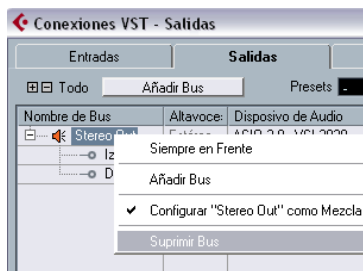 Conexiones VST - Salidas
Entradas Salidas
Todo Añadir Bus Presets -
Nombre de Bus Altavoce: Disposivo de Audio
Stereo Out Estéreo
Iz
D
Siempre en Frente
Añadir Bus
Configurar "Stereo Out" como Mezcla
Suprimir Bus